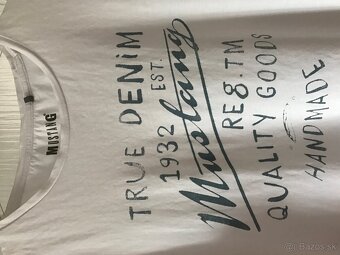 MUSTANG
TRUE DENiM
1932 EST.
Mustang
REg.TM
QUALITY GOODS
HANDMADE
© Bazos.sk